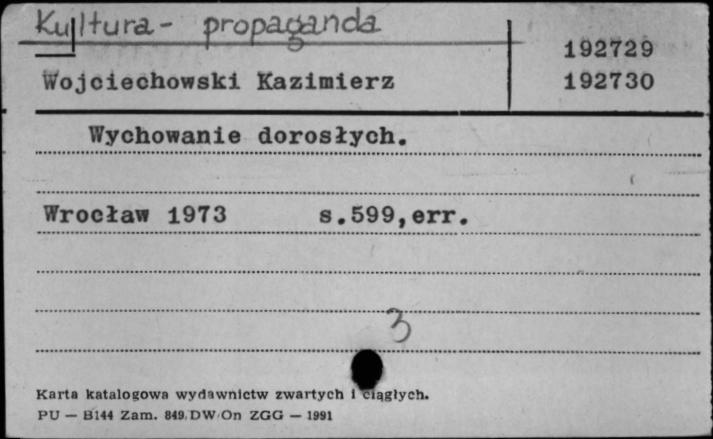 Kultura - propaganda
192729
Wojciechowski Kazimierz 192730
Wychowanie dorosłych.
Wrocław 1973 s.599,err.
3
Karta katalogowa wydawnictw zwartych i ciągłych.
PU — B144 Zam. 849. DW/On ZGG — 1991